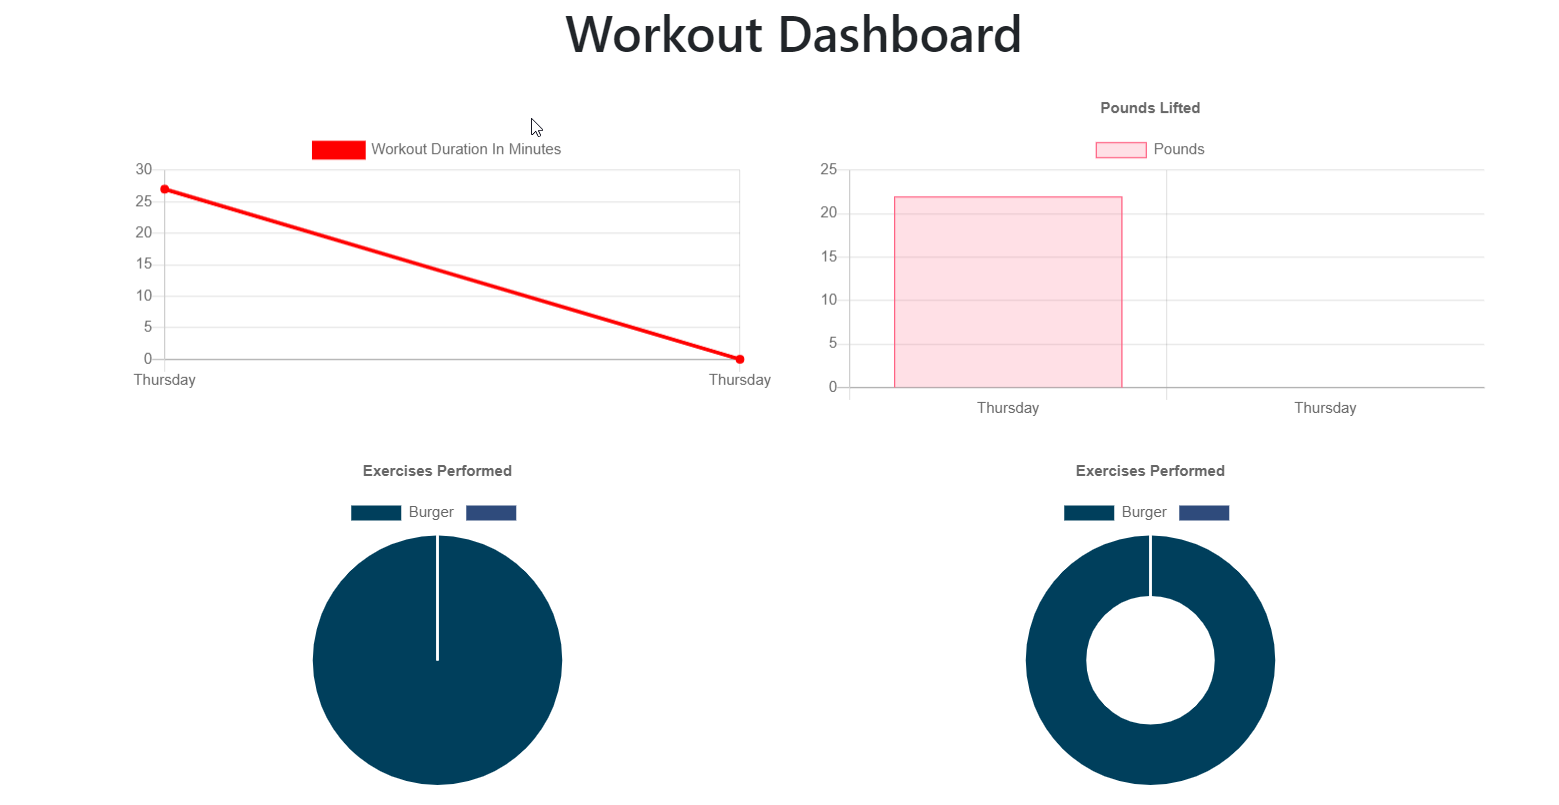 Workout Dashboard
Workout Duration In Minutes
30
25
20
15
10
5
0
Thursday Thursday
Pounds Lifted
Pounds
25
20
15
10
5
0
Thursday Thursday
Exercises Performed
Burger
Exercises Performed
Burger